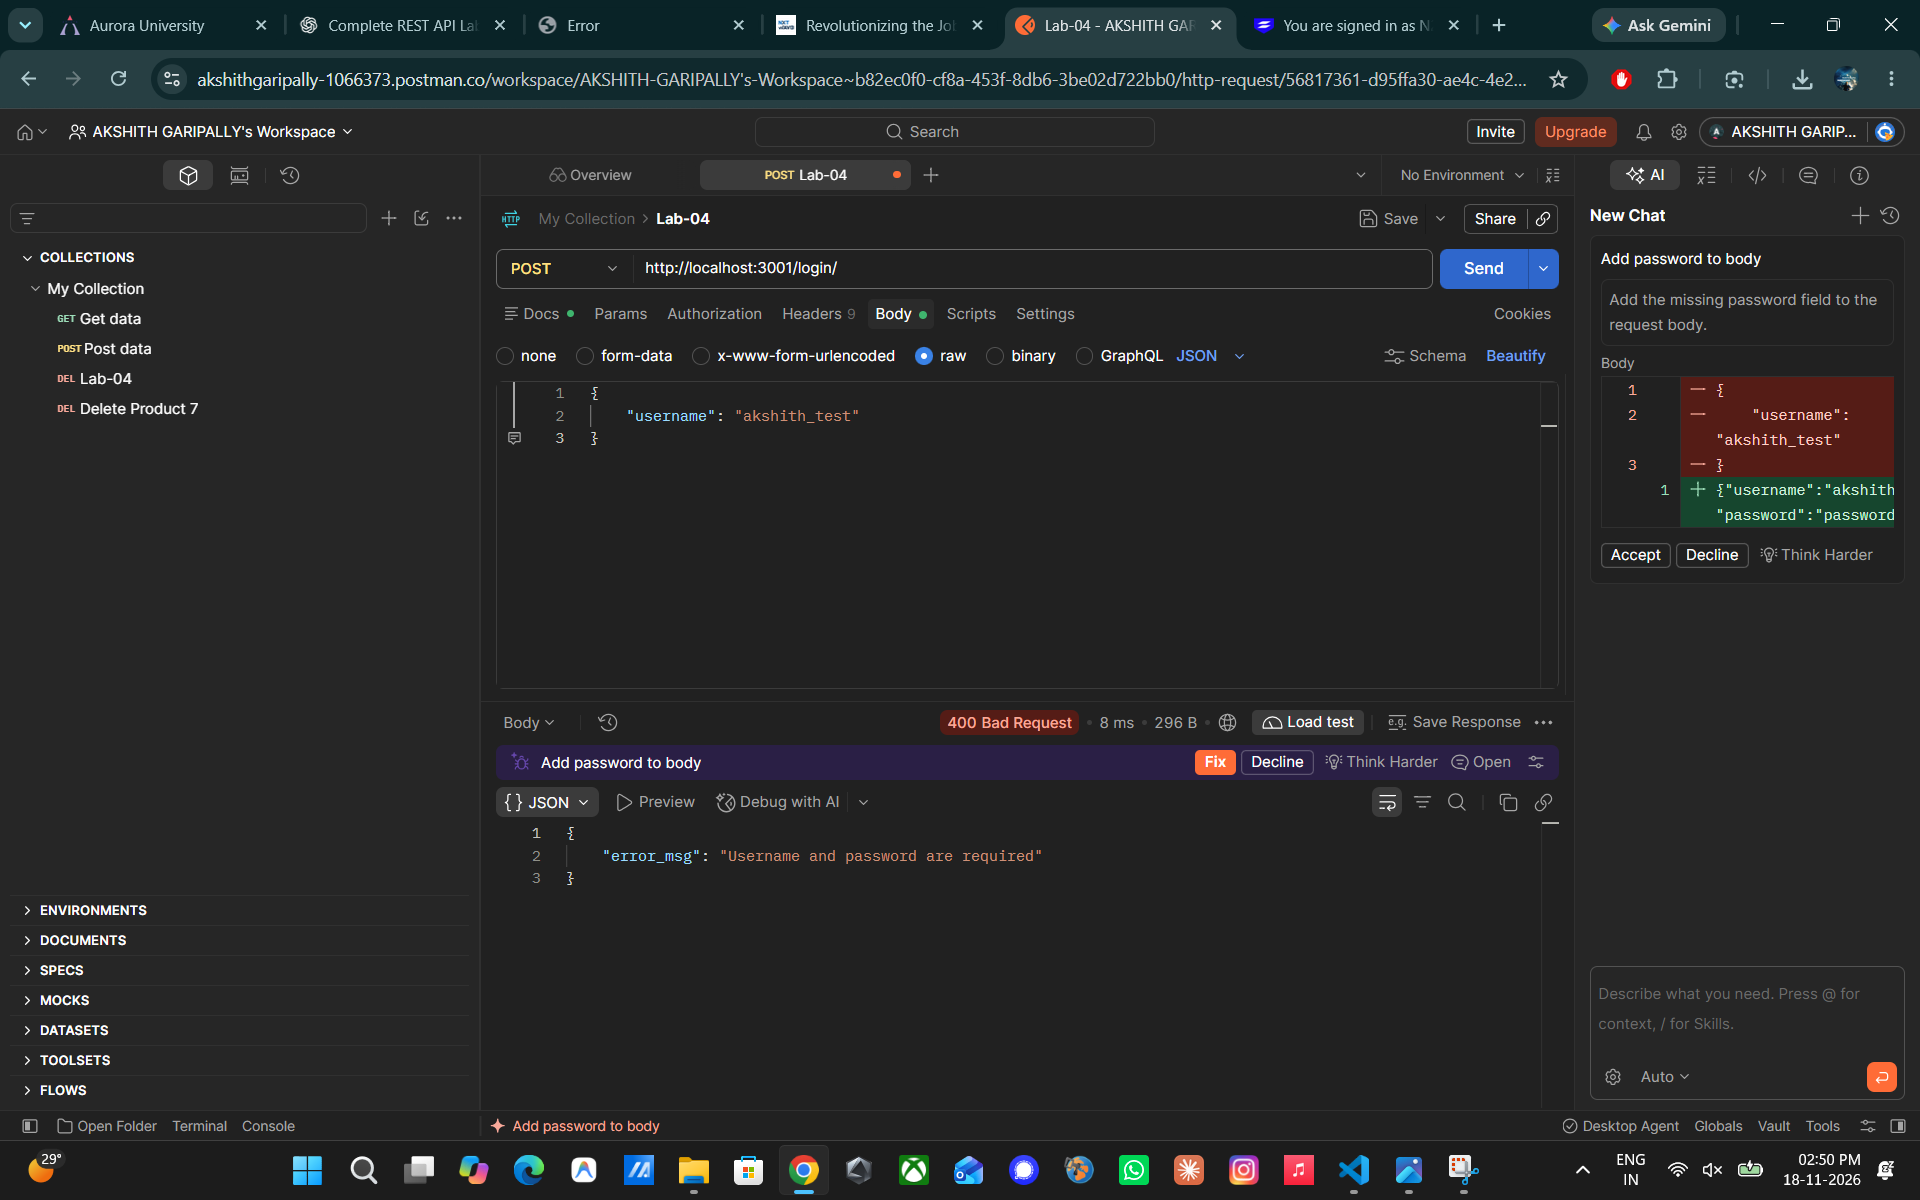 Aurora University
Complete REST API La
Error
Revolutionizing the Jo
Lab-04 - AKSHITH GAR
You are signed in as N
Ask Gemini
akshithgaripally-1066373.postman.co/workspace/AKSHITH-GARIPALLY's-Workspace~b82ec0f0-cf8a-453f-8db6-3be02d722bb0/http-request/56817361-d95ffa30-ae4c-4e2...
AKSHITH GARIPALLY's Workspace
Search
Invite
Upgrade
AKSHITH GARIP...
Overview
POST Lab-04
No Environment
AI
My Collection > Lab-04
Save
Share
New Chat
COLLECTIONS
My Collection
GET Get data
POST Post data
DEL Lab-04
DEL Delete Product 7
POST
http://localhost:3001/login/
Send
Docs
Params
Authorization
Headers 9
Body
Scripts
Settings
Cookies
none
form-data
x-www-form-urlencoded
raw
binary
GraphQL
JSON
Schema
Beautify
1 {
2 "username": "akshith_test"
3 }
Add password to body
Add the missing password field to the
request body.
Body
1 — {
2 — "username":
"akshith_test"
3 — }
1 + {"username":"akshith
"password":"password
Accept
Decline
Think Harder
Body
400 Bad Request
8 ms
296 B
Load test
e.g. Save Response
Add password to body
Fix
Decline
Think Harder
Open
{} JSON
Preview
Debug with AI
1 {
2 "error_msg": "Username and password are required"
3 }
ENVIRONMENTS
DOCUMENTS
SPECS
MOCKS
DATASETS
TOOLSETS
FLOWS
Describe what you need. Press @ for
context, / for Skills.
Auto
Open Folder
Terminal
Console
Add password to body
Desktop Agent
Globals
Vault
Tools
29°
ENG
IN
02:50 PM
18-11-2026